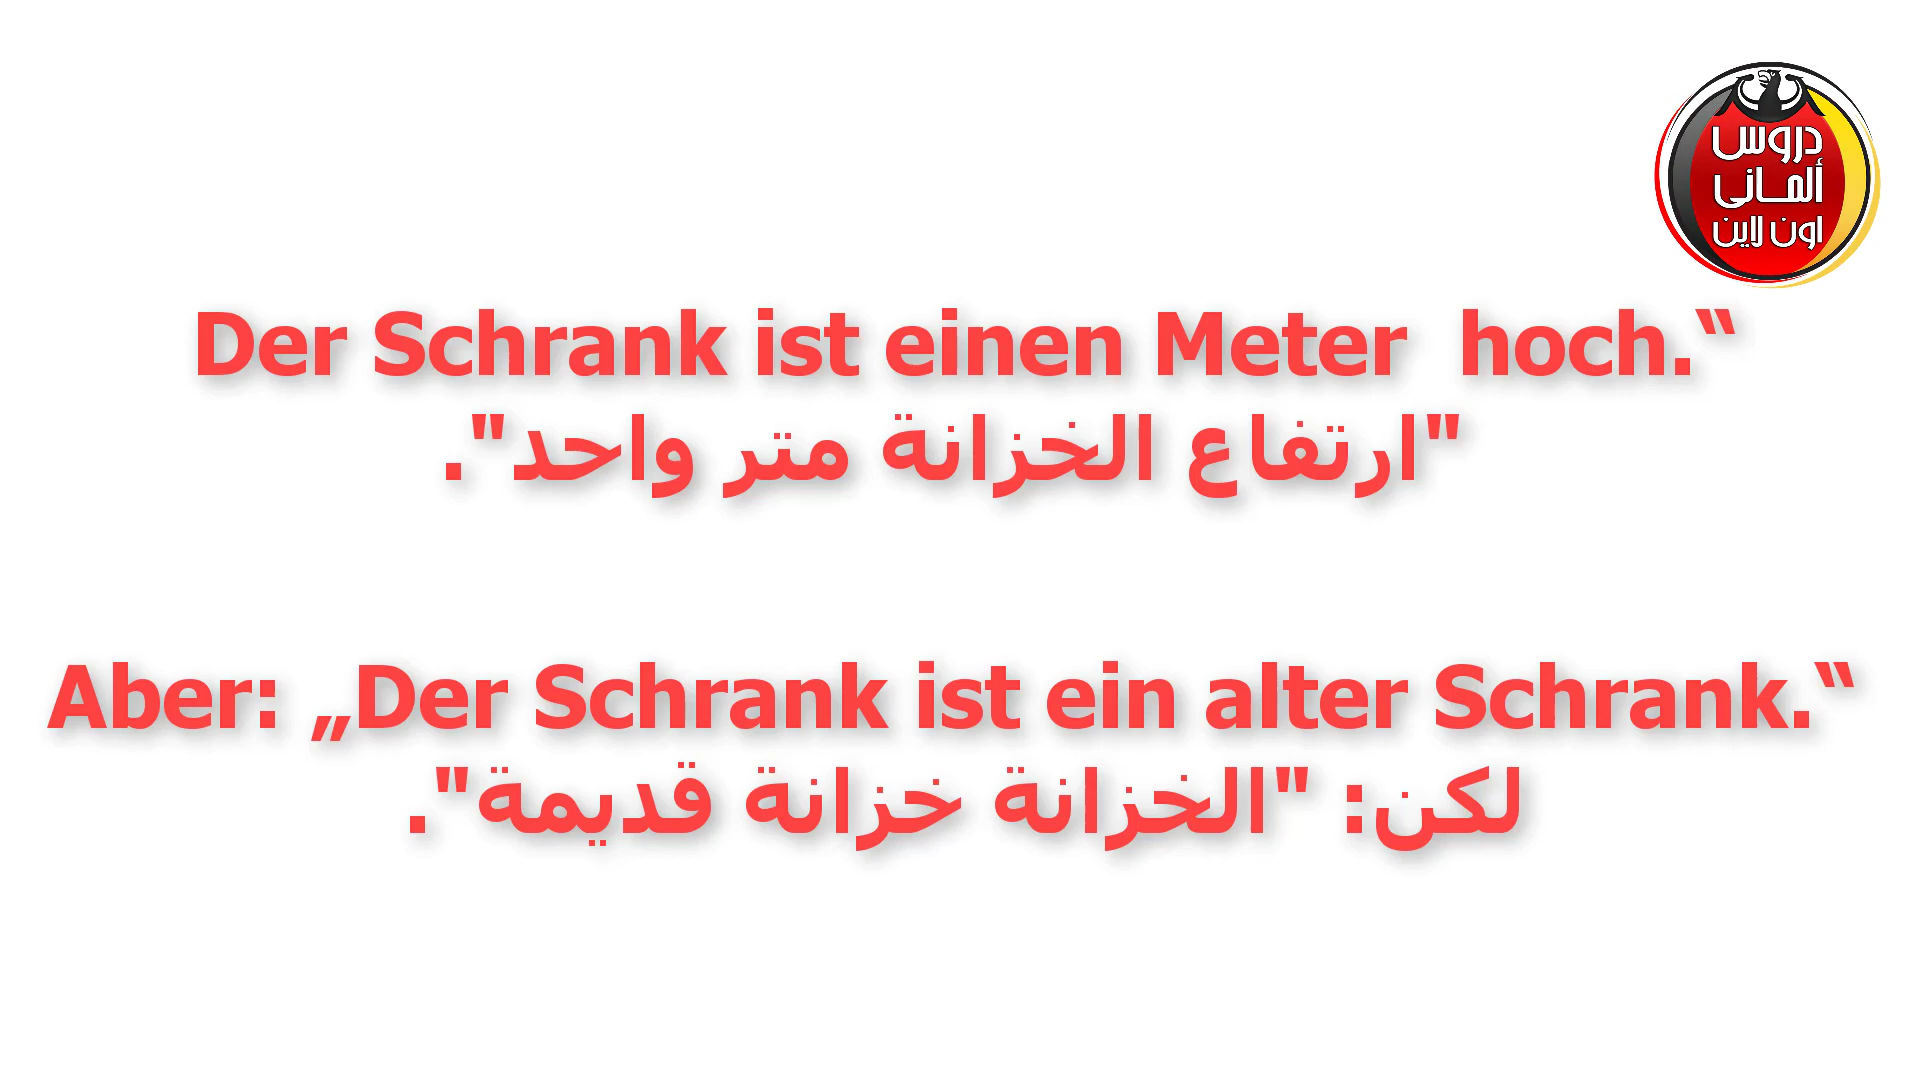 دروس
ألمانى
اون لاين
Der Schrank ist einen Meter  hoch.“
"ارتفاع الخزانة متر واحد".
Aber: „Der Schrank ist ein alter Schrank.“
لكن: "الخزانة خزانة قديمة".